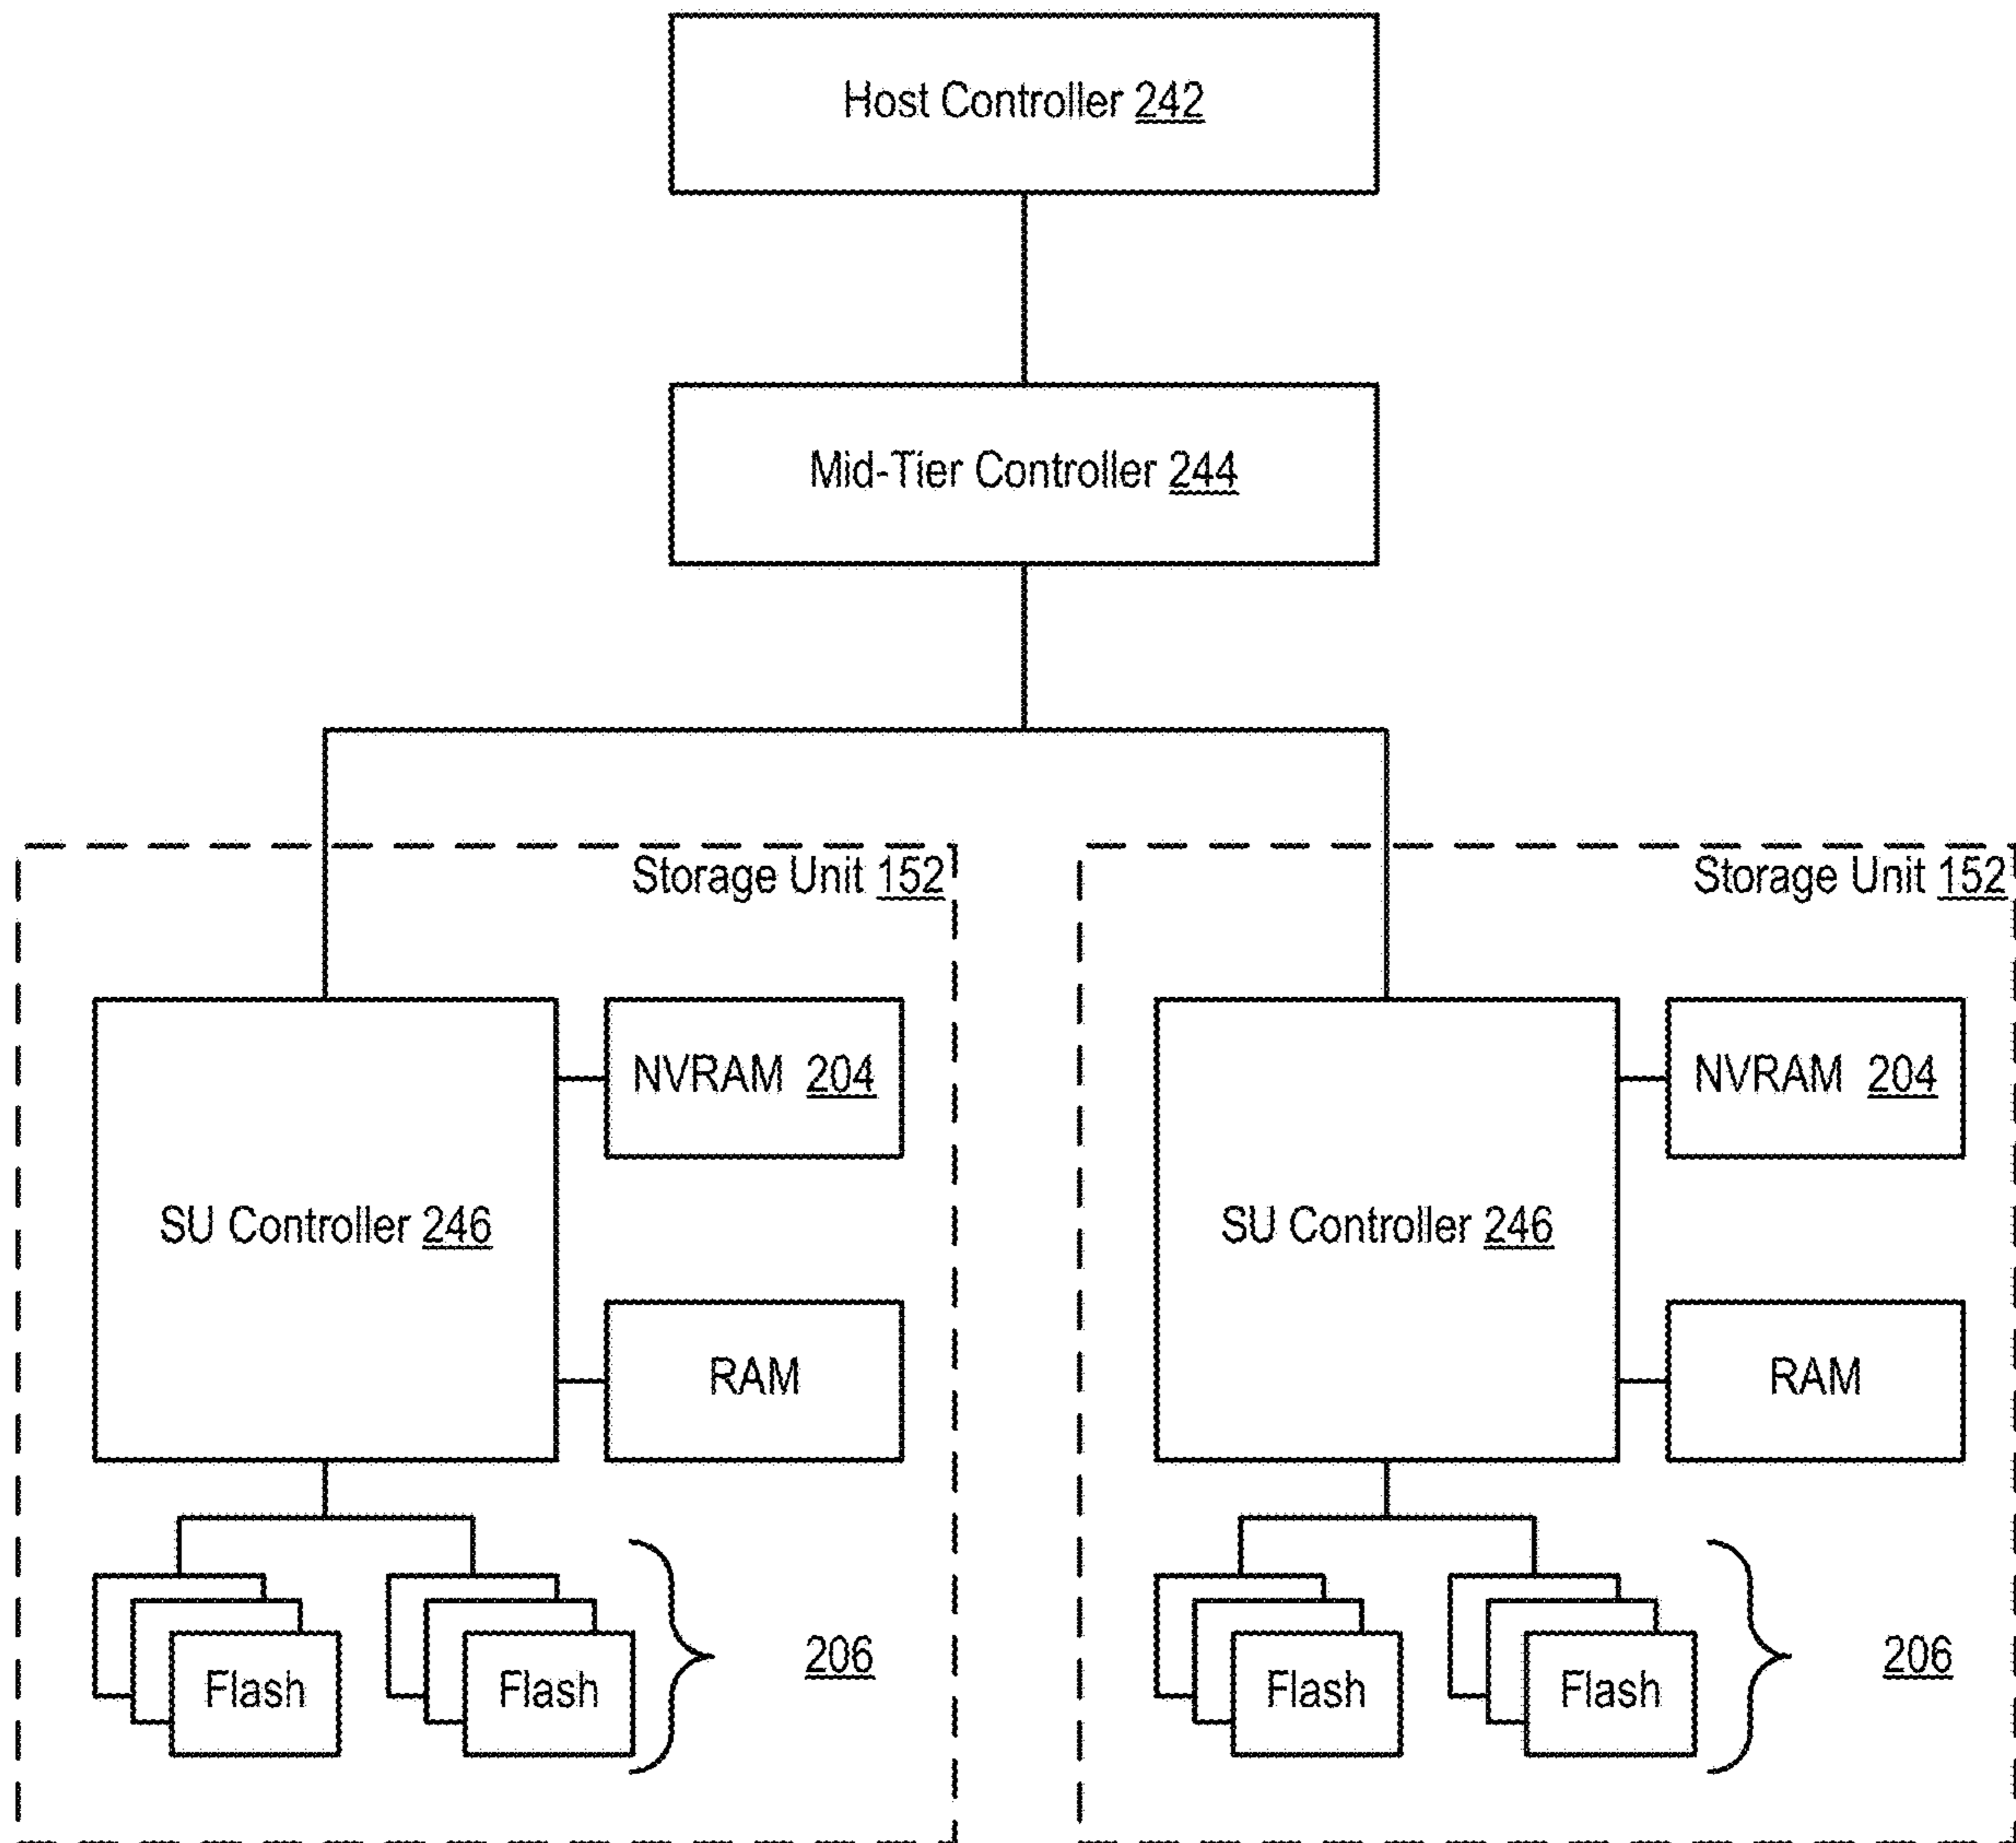 Host Controller 242
Mid-Tier Controller 244
Storage Unit 152
Storage Unit 152
NVRAM 204
NVRAM 204
SU Controller 246
SU Controller 246
RAM
RAM
Flash
Flash
206
Flash
Flash
206